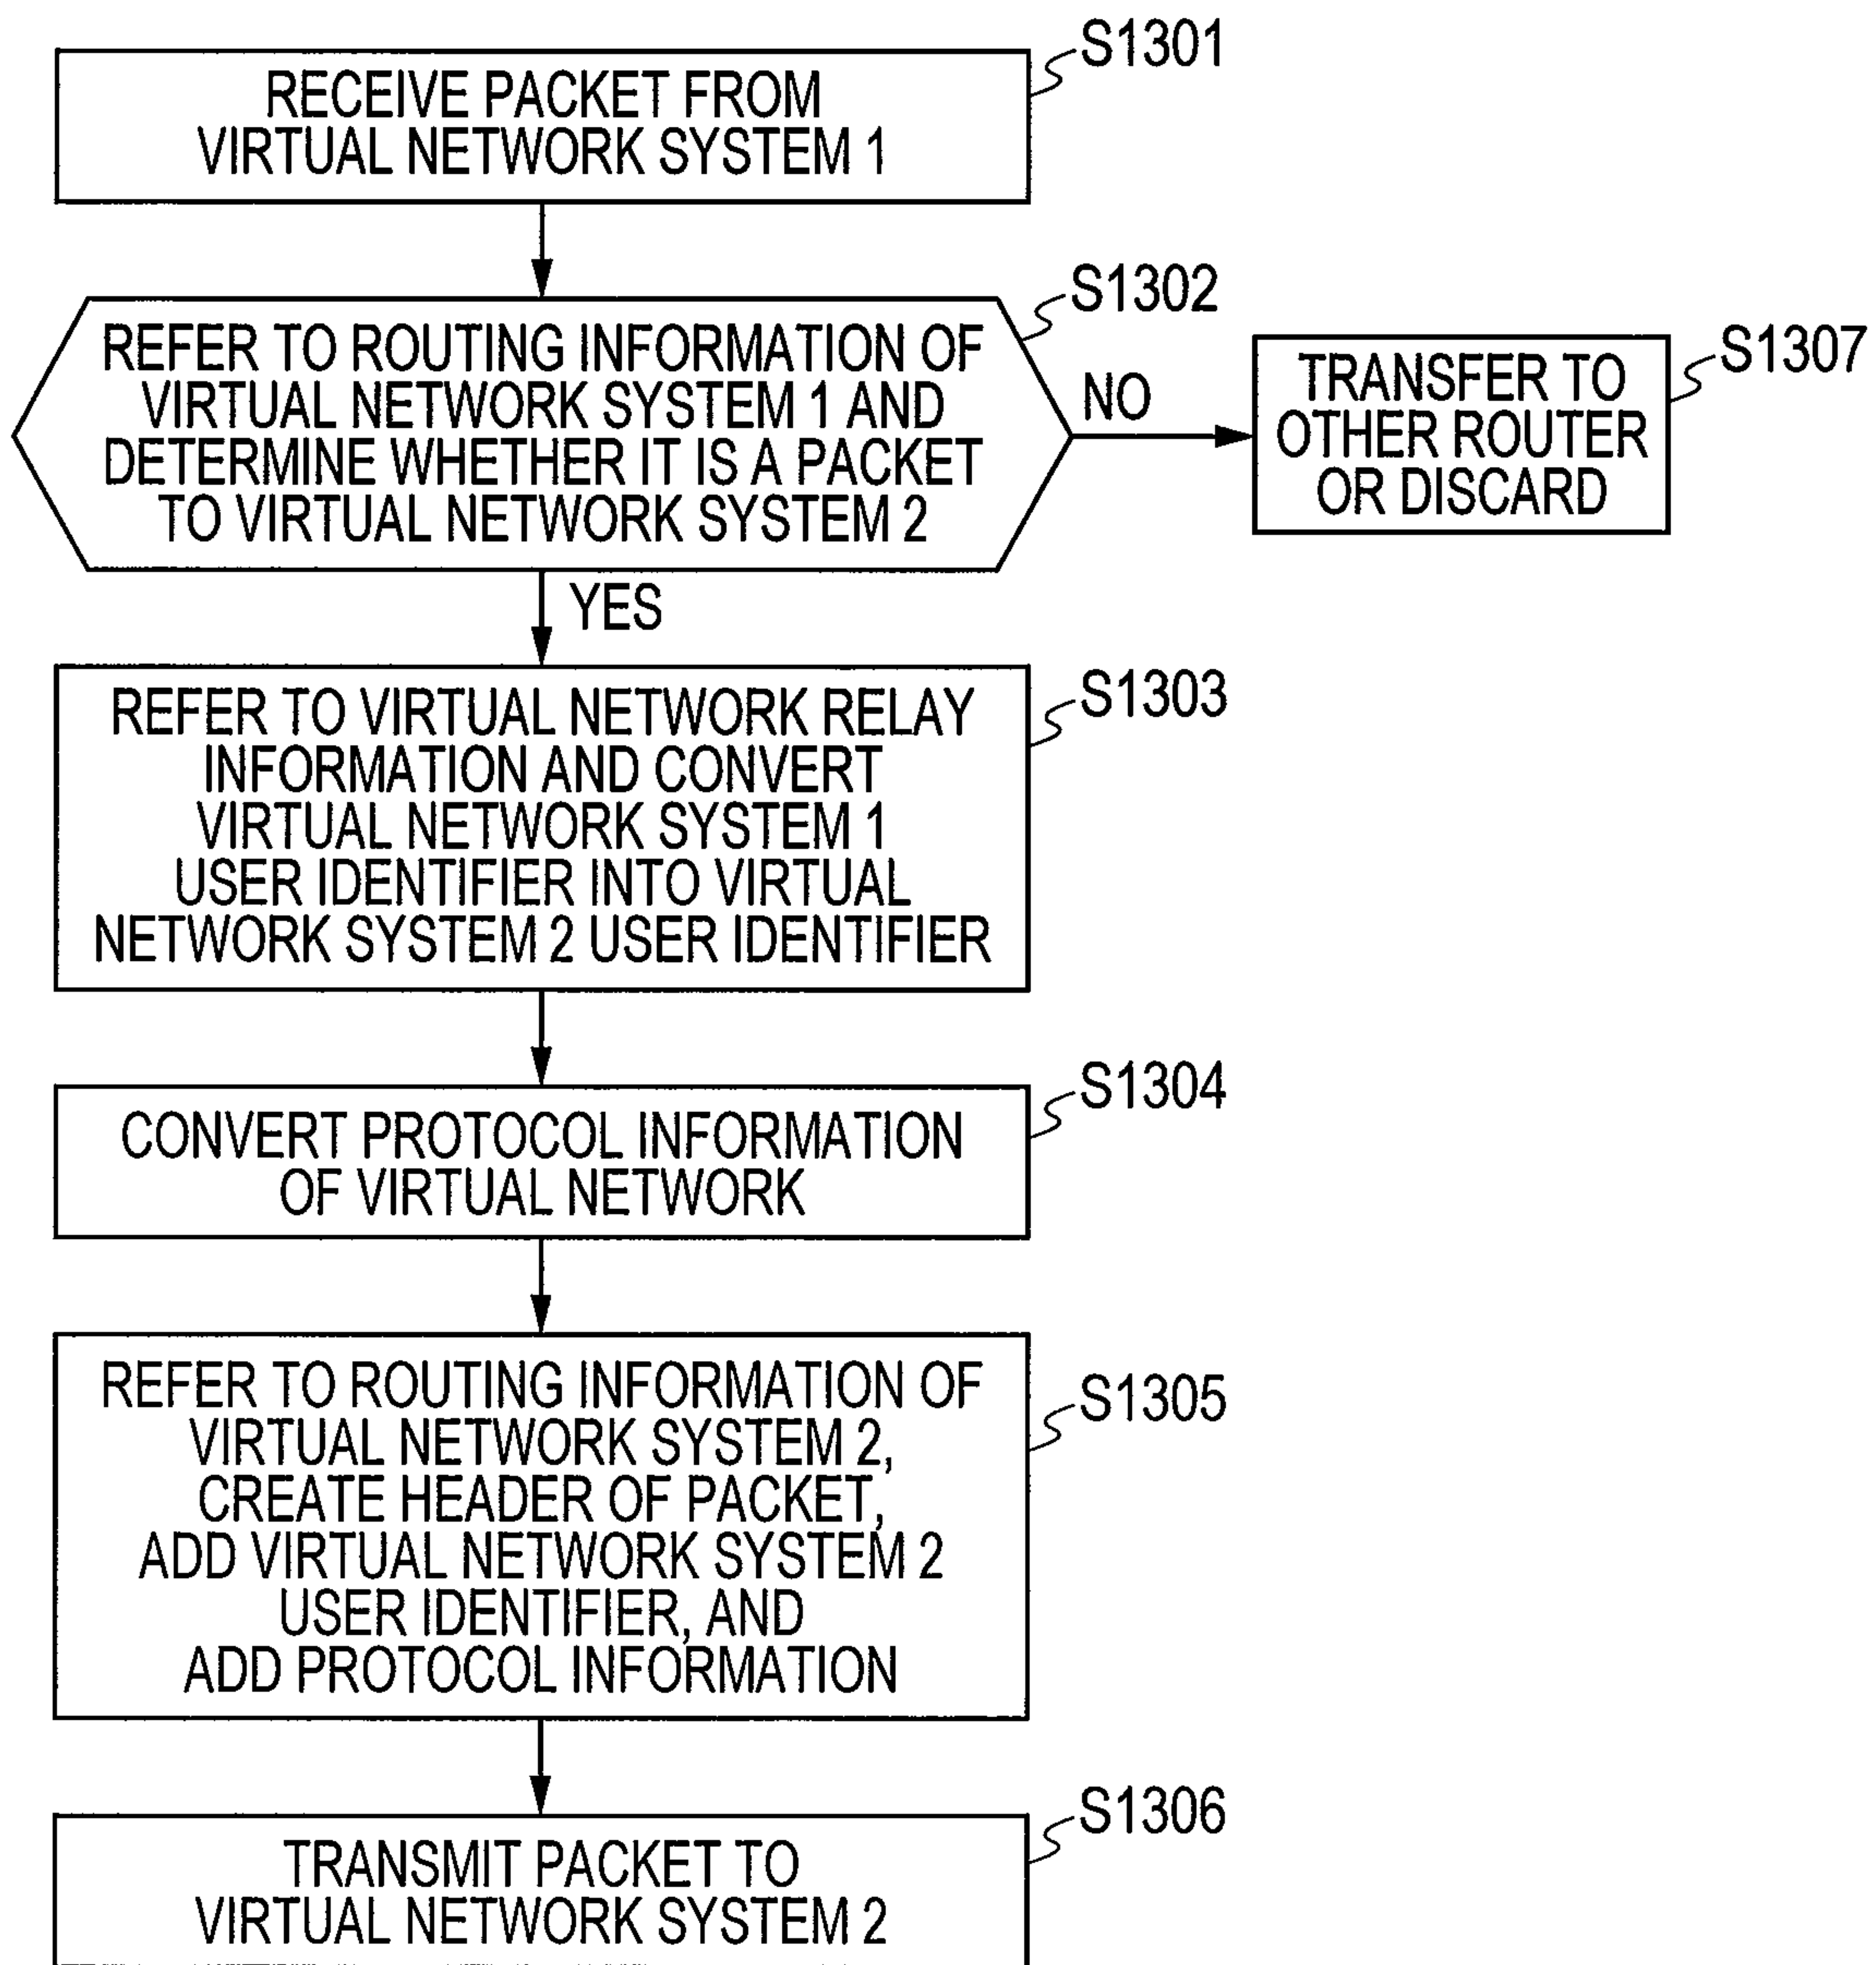 S1301
RECEIVE PACKET FROM
VIRTUAL NETWORK SYSTEM 1
S1302
REFER TO ROUTING INFORMATION OF
VIRTUAL NETWORK SYSTEM 1 AND
DETERMINE WHETHER IT IS A PACKET
TO VIRTUAL NETWORK SYSTEM 2
NO
S1307
TRANSFER TO
OTHER ROUTER
OR DISCARD
YES
S1303
REFER TO VIRTUAL NETWORK RELAY
INFORMATION AND CONVERT
VIRTUAL NETWORK SYSTEM 1
USER IDENTIFIER INTO VIRTUAL
NETWORK SYSTEM 2 USER IDENTIFIER
S1304
CONVERT PROTOCOL INFORMATION
OF VIRTUAL NETWORK
S1305
REFER TO ROUTING INFORMATION OF
VIRTUAL NETWORK SYSTEM 2,
CREATE HEADER OF PACKET,
ADD VIRTUAL NETWORK SYSTEM 2
USER IDENTIFIER, AND
ADD PROTOCOL INFORMATION
S1306
TRANSMIT PACKET TO
VIRTUAL NETWORK SYSTEM 2